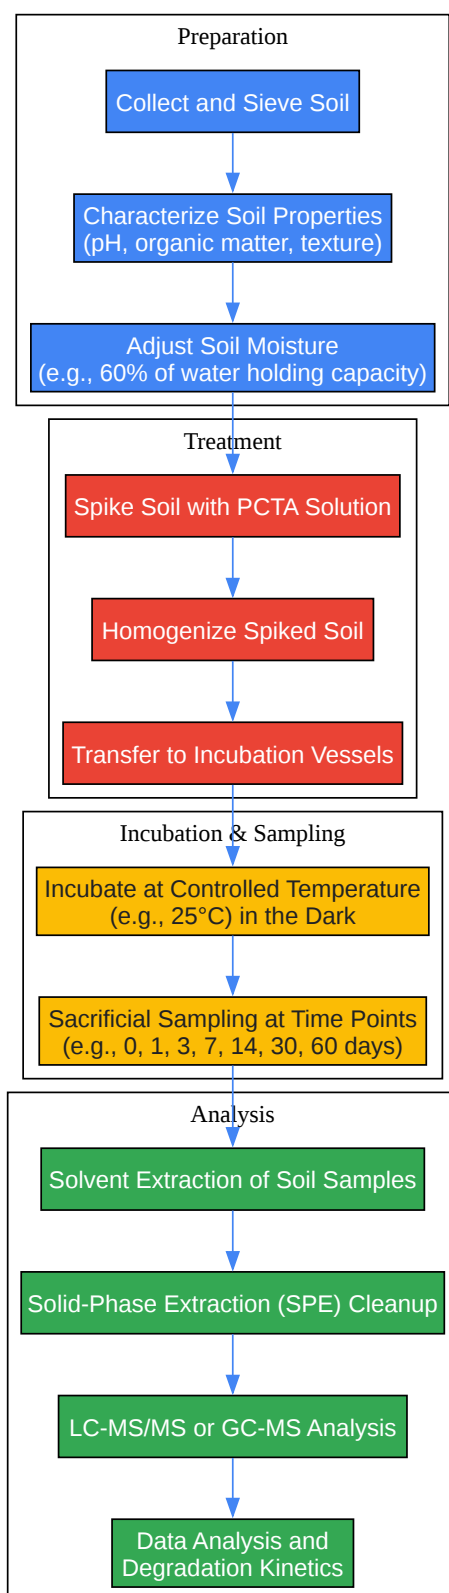 Preparation
Collect and Sieve Soil
Characterize Soil Properties
(pH, organic matter, texture)
Adjust Soil Moisture
(e.g., 60% of water holding capacity)
Treatment
Spike Soil with PCTA Solution
Homogenize Spiked Soil
Transfer to Incubation Vessels
Incubation & Sampling
Incubate at Controlled Temperature
(e.g., 25°C) in the Dark
Sacrificial Sampling at Time Points
(e.g., 0, 1, 3, 7, 14, 30, 60 days)
Analysis
Solvent Extraction of Soil Samples
Solid-Phase Extraction (SPE) Cleanup
LC-MS/MS or GC-MS Analysis
Data Analysis and
Degradation Kinetics